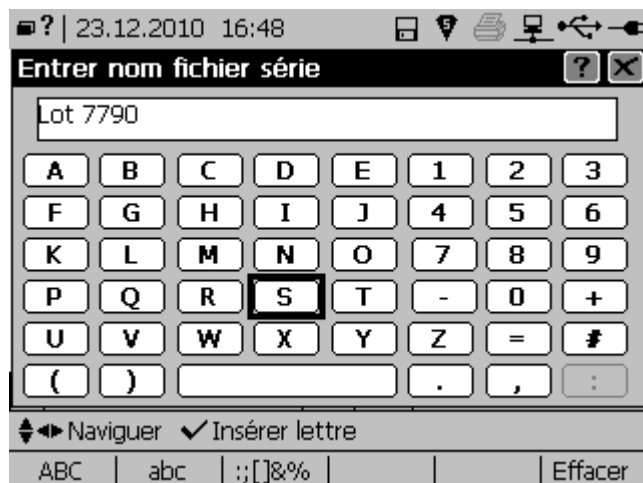 ? | 23.12.2010 16:48
Entrer nom fichier série ? X
Lot 7790
A B C D E 1 2 3
F G H I J 4 5 6
K L M N O 7 8 9
P Q R S T - 0 +
U V W X Y Z = #
( ) . , :
Naviguer Insérer lettre
ABC | abc | :;[]&% | | | Effacer